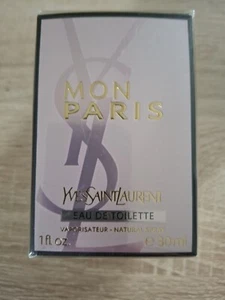 MON
PARIS
YVESSAINTLAURENT
EAU DE TOILETTE
VAPORISATEUR - NATURAL SPRAY
1 fl oz. ℮ 30 ml